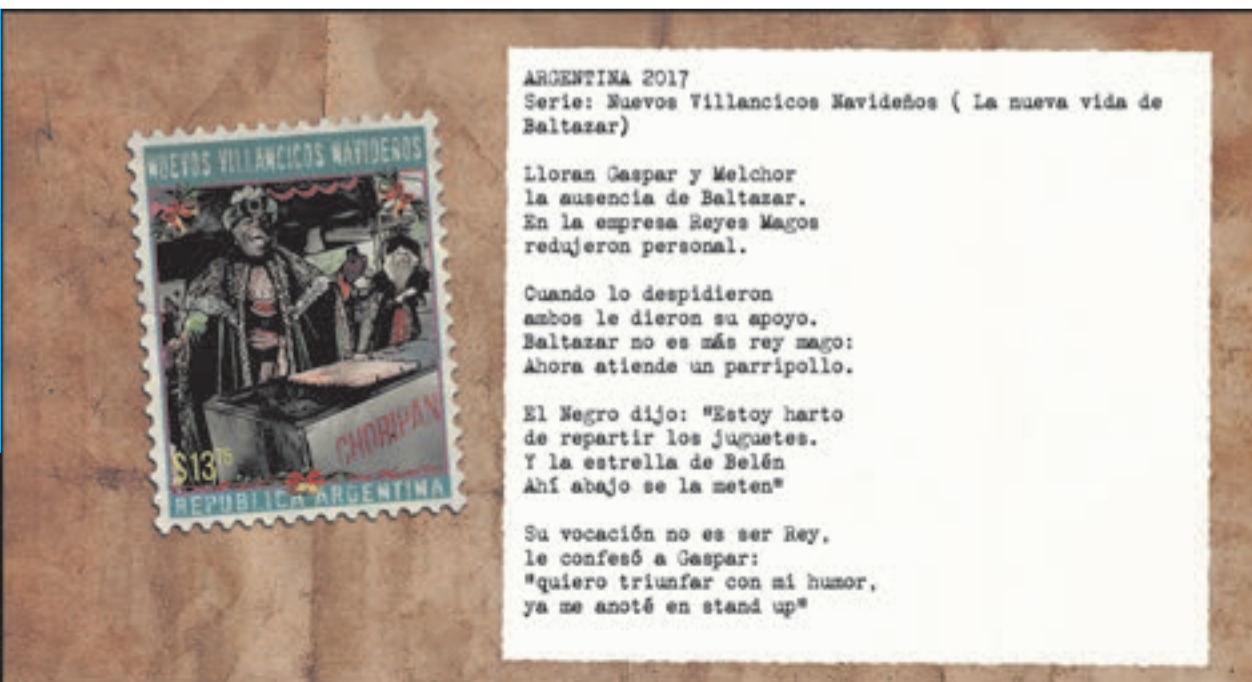 NUEVOS VILLANCICOS NAVIDEÑOS
CHORIPAN
$13 75
REPUBLICA ARGENTINA
ARGENTINA 2017
Serie: Nuevos Villancicos Navideños ( La nueva vida de
Baltazar)
Lloran Gaspar y Melchor
la ausencia de Baltazar.
En la empresa Reyes Magos
redujeron personal.
Cuando lo despidieron
ambos le dieron su apoyo.
Baltazar no es más rey mago:
Ahora atiende un parripollo.
El Negro dijo: "Estoy harto
de repartir los juguetes.
Y la estrella de Belén
Ahí abajo se la meten"
Su vocación no es ser Rey,
le confesó a Gaspar:
"quiero triunfar con mi humor,
ya me anoté en stand up"